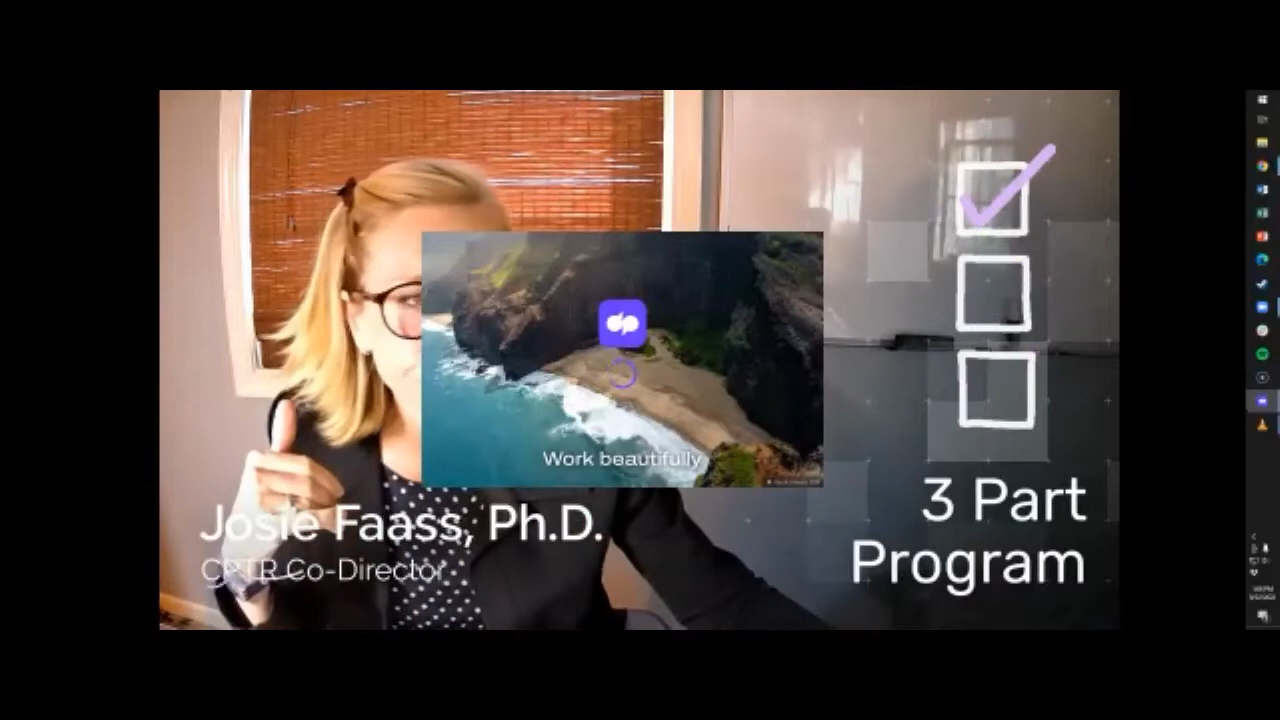 Work beautifully
Josie Faass, Ph.D.
CPTR Co-Director
3 Part
Program